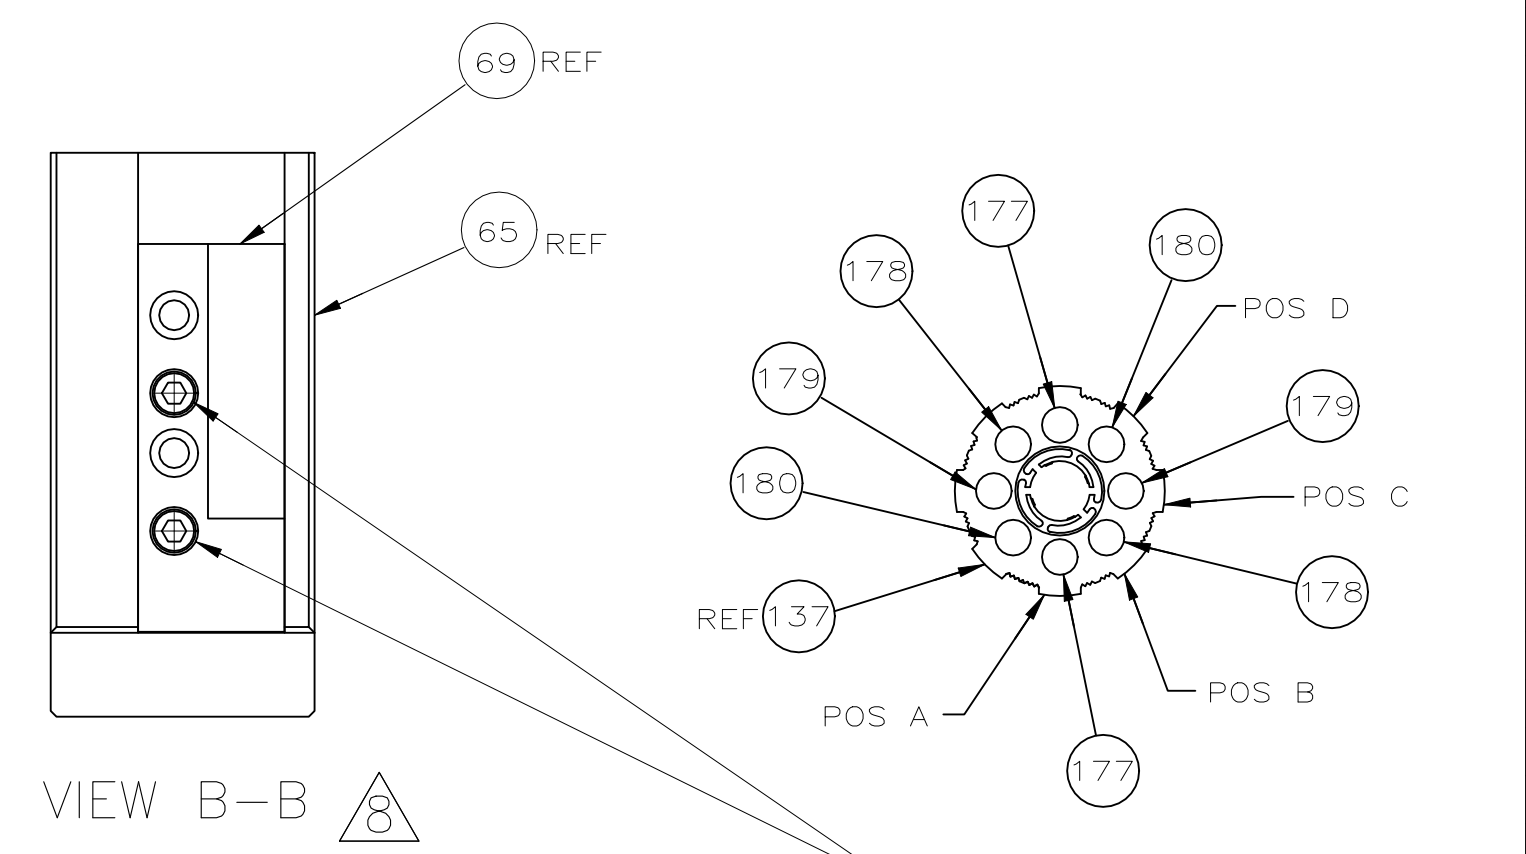 69 REF
65 REF
VIEW B-B 8
177
180
178
POS D
179
179
180
POS C
178
REF 137
POS B
POS A
177